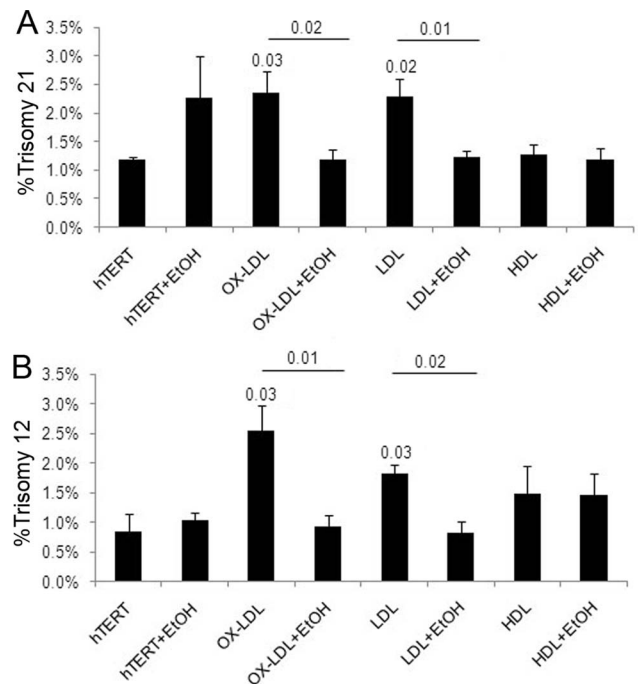 A
%Trisomy 21
3.5%
3.0%
2.5%
2.0%
1.5%
1.0%
0.5%
0.0%
0.02
0.01
0.03
0.02
hTERT
hTERT+EtOH
OX-LDL
OX-LDL+EtOH
LDL
LDL+EtOH
HDL
HDL+EtOH
B
%Trisomy 12
3.5%
3.0%
2.5%
2.0%
1.5%
1.0%
0.5%
0.0%
0.01
0.02
0.03
0.03
hTERT
hTERT+EtOH
OX-LDL
OX-LDL+EtOH
LDL
LDL+EtOH
HDL
HDL+EtOH